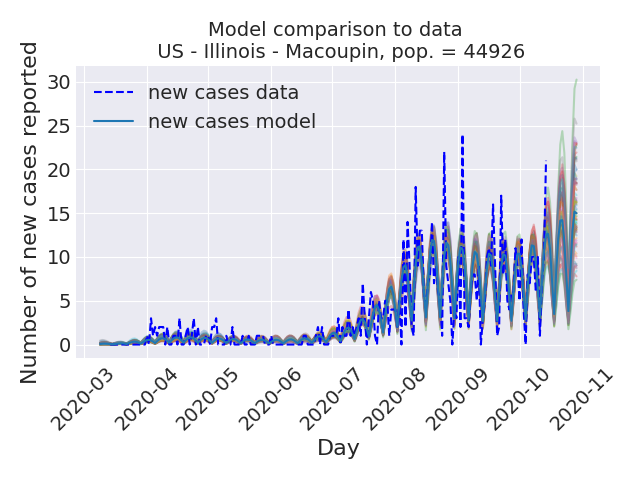 Model comparison to data
US - Illinois - Macoupin, pop. = 44926
new cases data
new cases model
Number of new cases reported
30
25
20
15
10
5
0
2020-03
2020-04
2020-05
2020-06
2020-07
2020-08
2020-09
2020-10
2020-11
Day